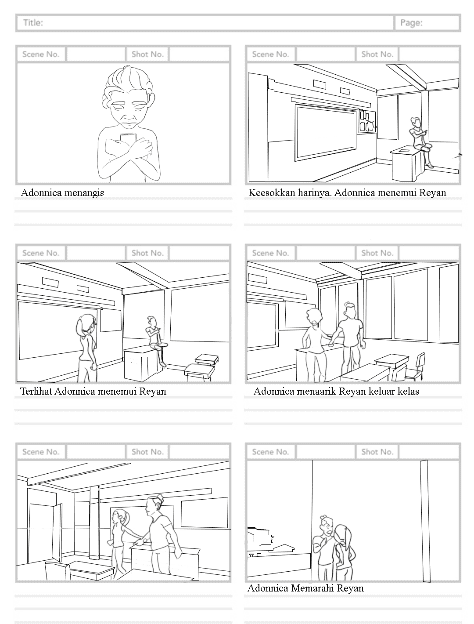 Title:
Page:
Scene No.
Shot No.
Scene No.
Shot No.
Adonnica menangis
Keesokkan harinya. Adonnica menemui Reyan
Scene No.
Shot No.
Scene No.
Shot No.
Terlihat Adonnica menemui Reyan
Adonnica menaarik Reyan keluar kelas
Scene No.
Shot No.
Scene No.
Shot No.
Adonnica Memarahi Reyan